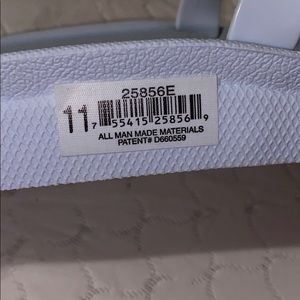 25856E
11
7 55415 25856 9
ALL MAN MADE MATERIALS
PATENT# D660559